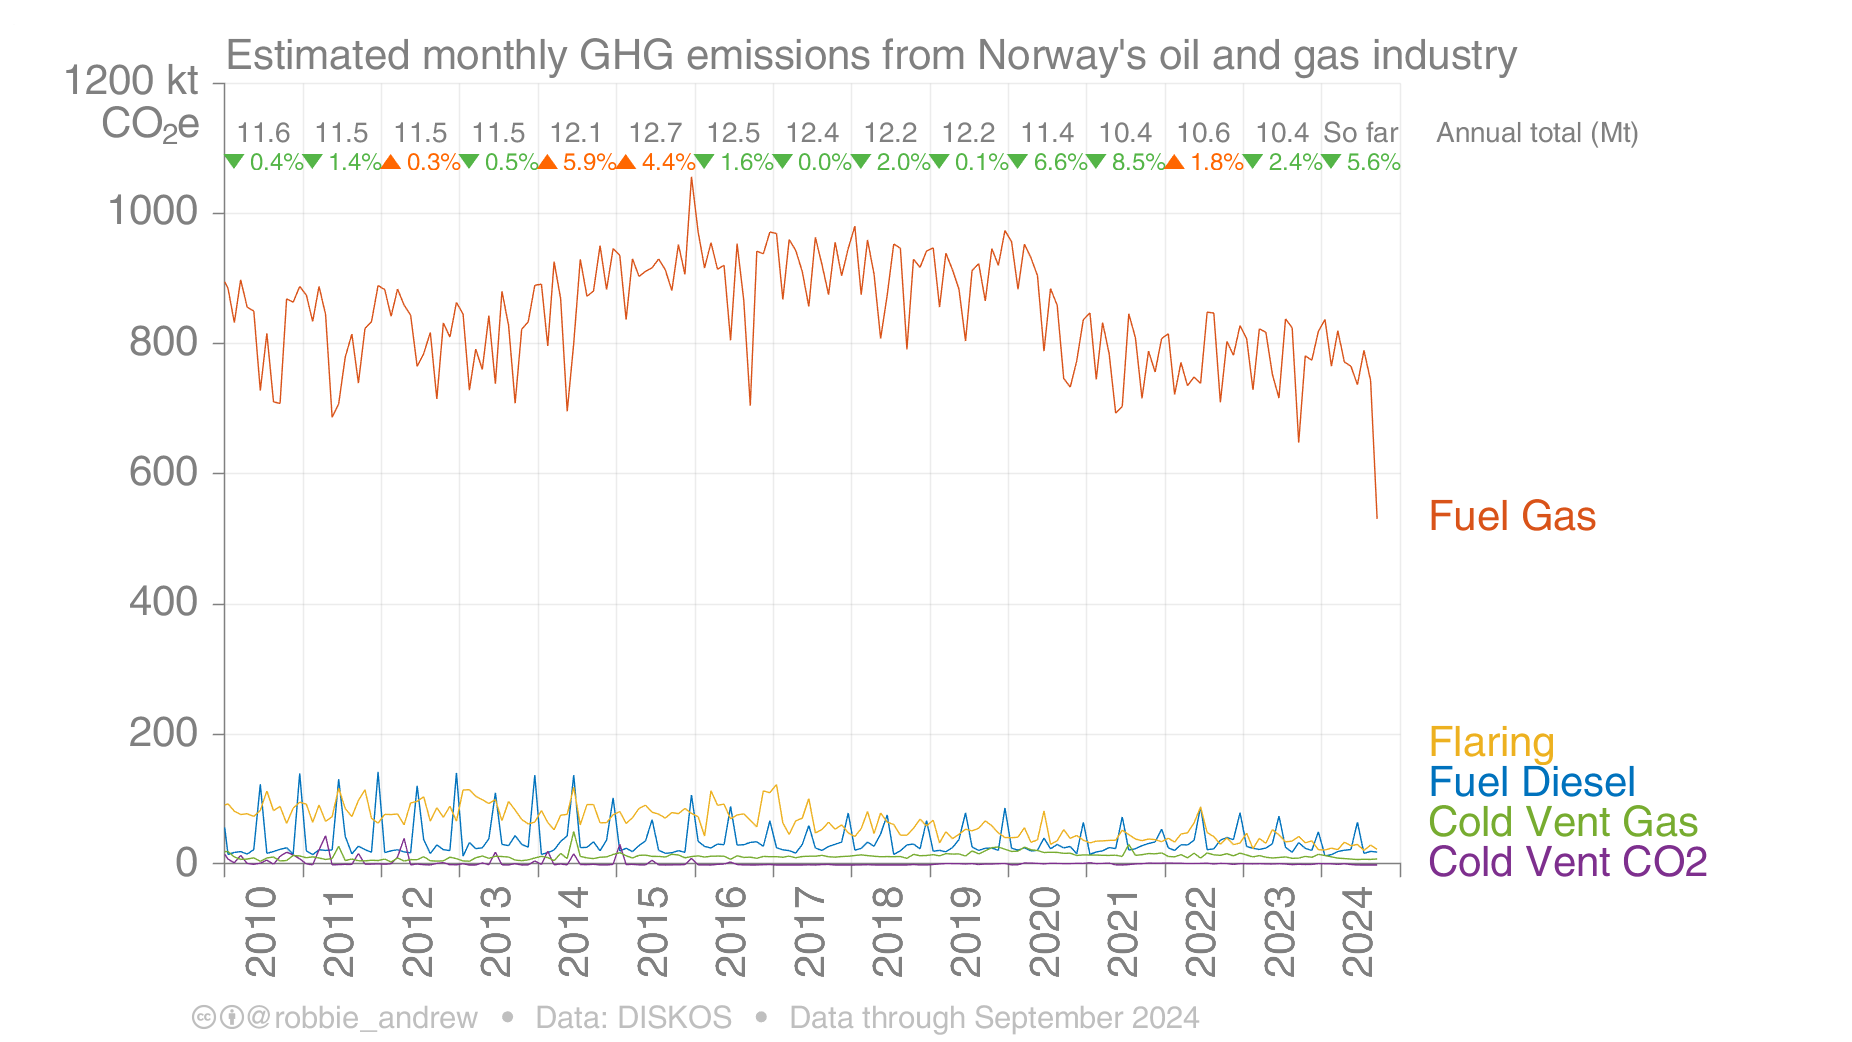 Estimated monthly GHG emissions from Norway's oil and gas industry
1200 kt
CO₂e
11.6 11.5 11.5 11.5 12.1 12.7 12.5 12.4 12.2 12.2 11.4 10.4 10.6 10.4 So far Annual total (Mt)
▼ 0.4% ▼ 1.4% ▲ 0.3% ▼ 0.5% ▲ 5.9% ▲ 4.4% ▼ 1.6% ▼ 0.0% ▼ 2.0% ▼ 0.1% ▼ 6.6% ▼ 8.5% ▲ 1.8% ▼ 2.4% ▼ 5.6%
1000
800
600
400
200
0
Fuel Gas
Flaring
Fuel Diesel
Cold Vent Gas
Cold Vent CO2
2010 2011 2012 2013 2014 2015 2016 2017 2018 2019 2020 2021 2022 2023 2024
cc @robbie_andrew • Data: DISKOS • Data through September 2024